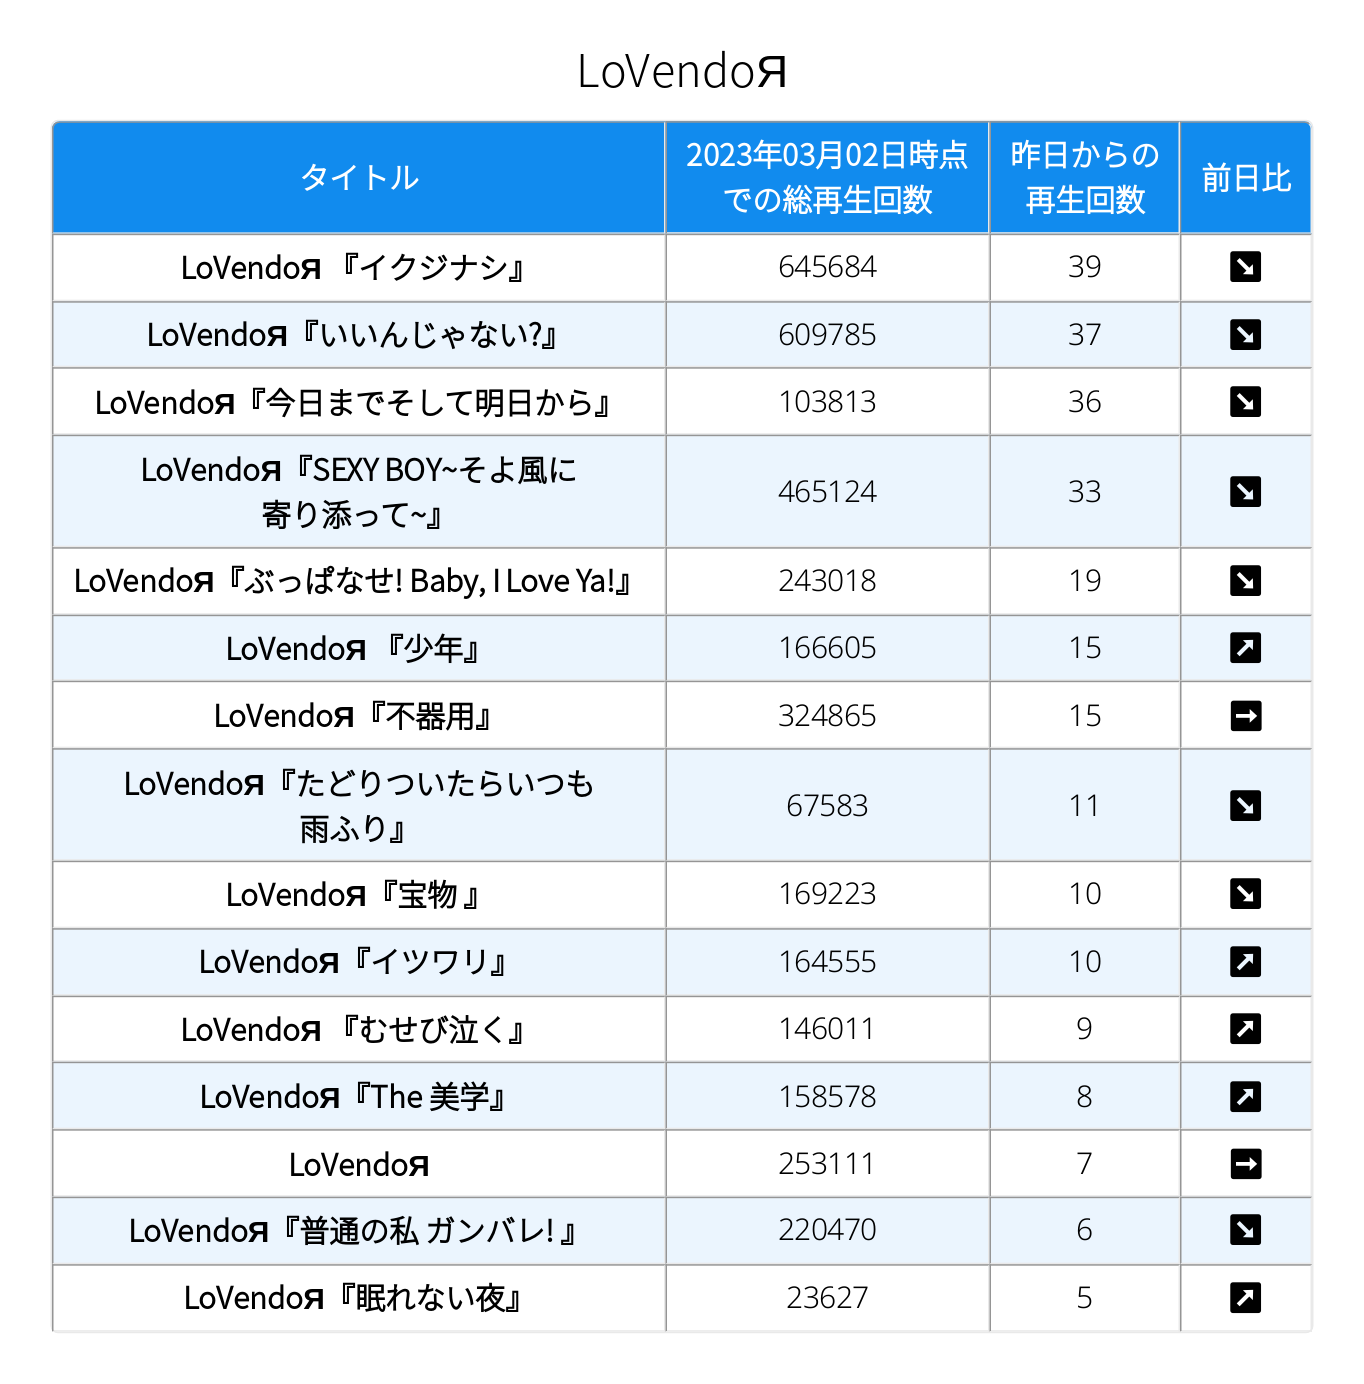 LoVendoЯ
タイトル
2023年03月02日時点
での総再生回数
昨日からの
再生回数
前日比
LoVendoЯ 『イクジナシ』 645684 39 ↘
LoVendoЯ『いいんじゃない?』 609785 37 ↘
LoVendoЯ『今日までそして明日から』 103813 36 ↘
LoVendoЯ『SEXY BOY~そよ風に
寄り添って~』 465124 33 ↘
LoVendoЯ『ぶっぱなせ! Baby, I Love Ya!』 243018 19 ↘
LoVendoЯ 『少年』 166605 15 ↗
LoVendoЯ『不器用』 324865 15 →
LoVendoЯ『たどりついたらいつも
雨ふり』 67583 11 ↘
LoVendoЯ『宝物 』 169223 10 ↘
LoVendoЯ『イツワリ』 164555 10 ↗
LoVendoЯ 『むせび泣く』 146011 9 ↗
LoVendoЯ『The 美学』 158578 8 ↗
LoVendoЯ 253111 7 →
LoVendoЯ『普通の私 ガンバレ! 』 220470 6 ↘
LoVendoЯ『眠れない夜』 23627 5 ↗